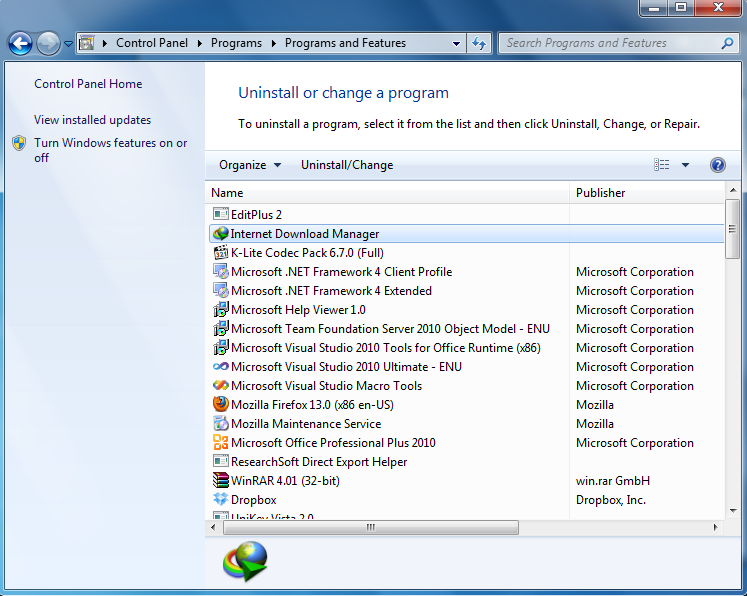 Control Panel Programs Programs and Features
Search Programs and Features
Control Panel Home
View installed updates
Turn Windows features on or
off
Uninstall or change a program
To uninstall a program, select it from the list and then click Uninstall, Change, or Repair.
Organize Uninstall/Change
Name Publisher
EditPlus 2
Internet Download Manager
K-Lite Codec Pack 6.7.0 (Full)
Microsoft .NET Framework 4 Client Profile Microsoft Corporation
Microsoft .NET Framework 4 Extended Microsoft Corporation
Microsoft Help Viewer 1.0 Microsoft Corporation
Microsoft Team Foundation Server 2010 Object Model - ENU Microsoft Corporation
Microsoft Visual Studio 2010 Tools for Office Runtime (x86) Microsoft Corporation
Microsoft Visual Studio 2010 Ultimate - ENU Microsoft Corporation
Microsoft Visual Studio Macro Tools Microsoft Corporation
Mozilla Firefox 13.0 (x86 en-US) Mozilla
Mozilla Maintenance Service Mozilla
Microsoft Office Professional Plus 2010 Microsoft Corporation
ResearchSoft Direct Export Helper
WinRAR 4.01 (32-bit) win.rar GmbH
Dropbox Dropbox, Inc.
UniKey Vista 2.0